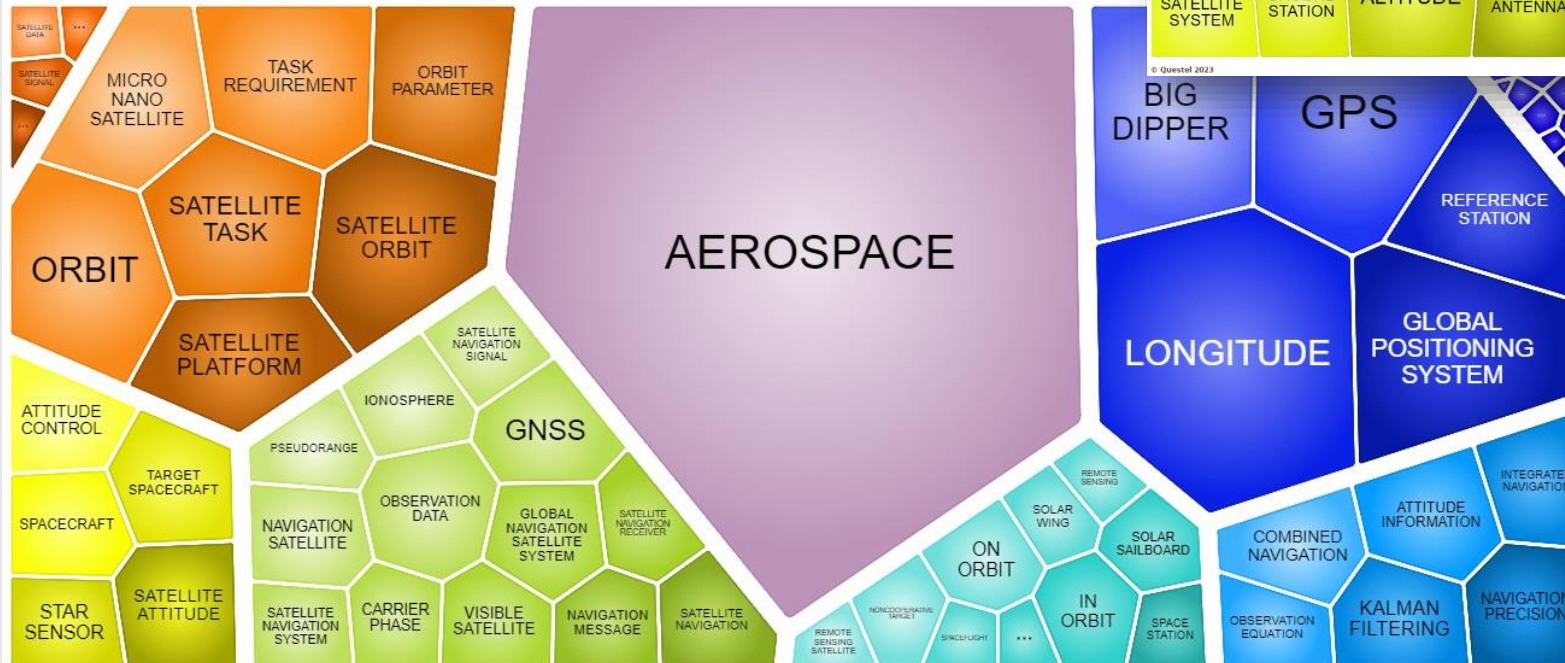 SATELLITE
DATA
...
SATELLITE
SIGNAL
...
MICRO
NANO
SATELLITE
TASK
REQUIREMENT
ORBIT
PARAMETER
ORBIT
SATELLITE
TASK
SATELLITE
ORBIT
SATELLITE
PLATFORM
AEROSPACE
SATELLITE
SYSTEM
STATION
ANTENNA
© Questel 2023
BIG
DIPPER
GPS
...
REFERENCE
STATION
LONGITUDE
GLOBAL
POSITIONING
SYSTEM
ATTITUDE
CONTROL
TARGET
SPACECRAFT
SPACECRAFT
STAR
SENSOR
SATELLITE
ATTITUDE
SATELLITE
NAVIGATION
SIGNAL
IONOSPHERE
PSEUDORANGE
GNSS
OBSERVATION
DATA
NAVIGATION
SATELLITE
GLOBAL
NAVIGATION
SATELLITE
SYSTEM
SATELLITE
NAVIGATION
RECEIVER
SATELLITE
NAVIGATION
SYSTEM
CARRIER
PHASE
VISIBLE
SATELLITE
NAVIGATION
MESSAGE
SATELLITE
NAVIGATION
REMOTE
SENSING
SOLAR
WING
SOLAR
SAILBOARD
ON
ORBIT
IN
ORBIT
NONCOOPERATIVE
TARGET
REMOTE
SENSING
SATELLITE
SPACEFLIGHT
...
SPACE
STATION
COMBINED
NAVIGATION
ATTITUDE
INFORMATION
INTEGRATE
NAVIGATION
OBSERVATION
EQUATION
KALMAN
FILTERING
NAVIGATION
PRECISION